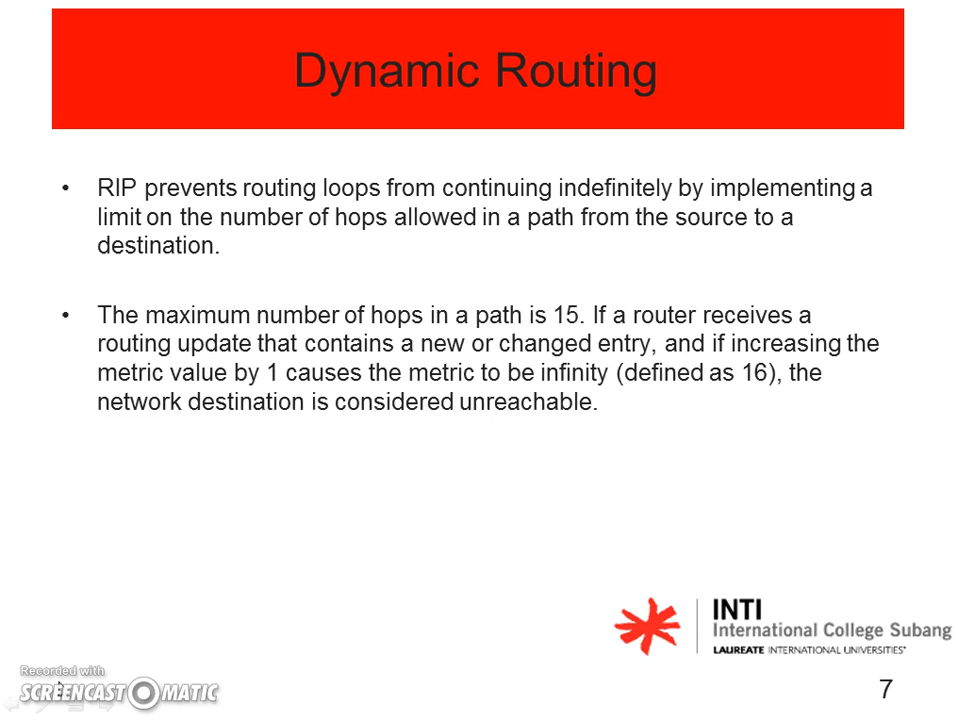 Dynamic Routing
• RIP prevents routing loops from continuing indefinitely by implementing a
limit on the number of hops allowed in a path from the source to a
destination.
• The maximum number of hops in a path is 15. If a router receives a
routing update that contains a new or changed entry, and if increasing the
metric value by 1 causes the metric to be infinity (defined as 16), the
network destination is considered unreachable.
INTI
International College Subang
LAUREATE INTERNATIONAL UNIVERSITIES*
Recorded with
SCREENCAST-O-MATIC
7